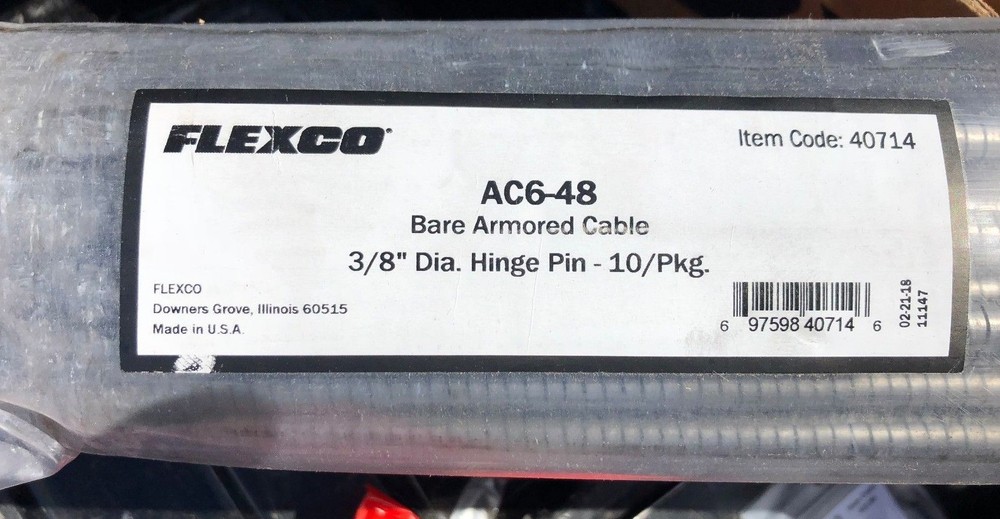 FLEXCO®
Item Code: 40714
AC6-48
Bare Armored Cable
3/8" Dia. Hinge Pin - 10/Pkg.
FLEXCO
Downers Grove, Illinois 60515
Made in U.S.A.
6 97598 40714 6
02-21-18
11147